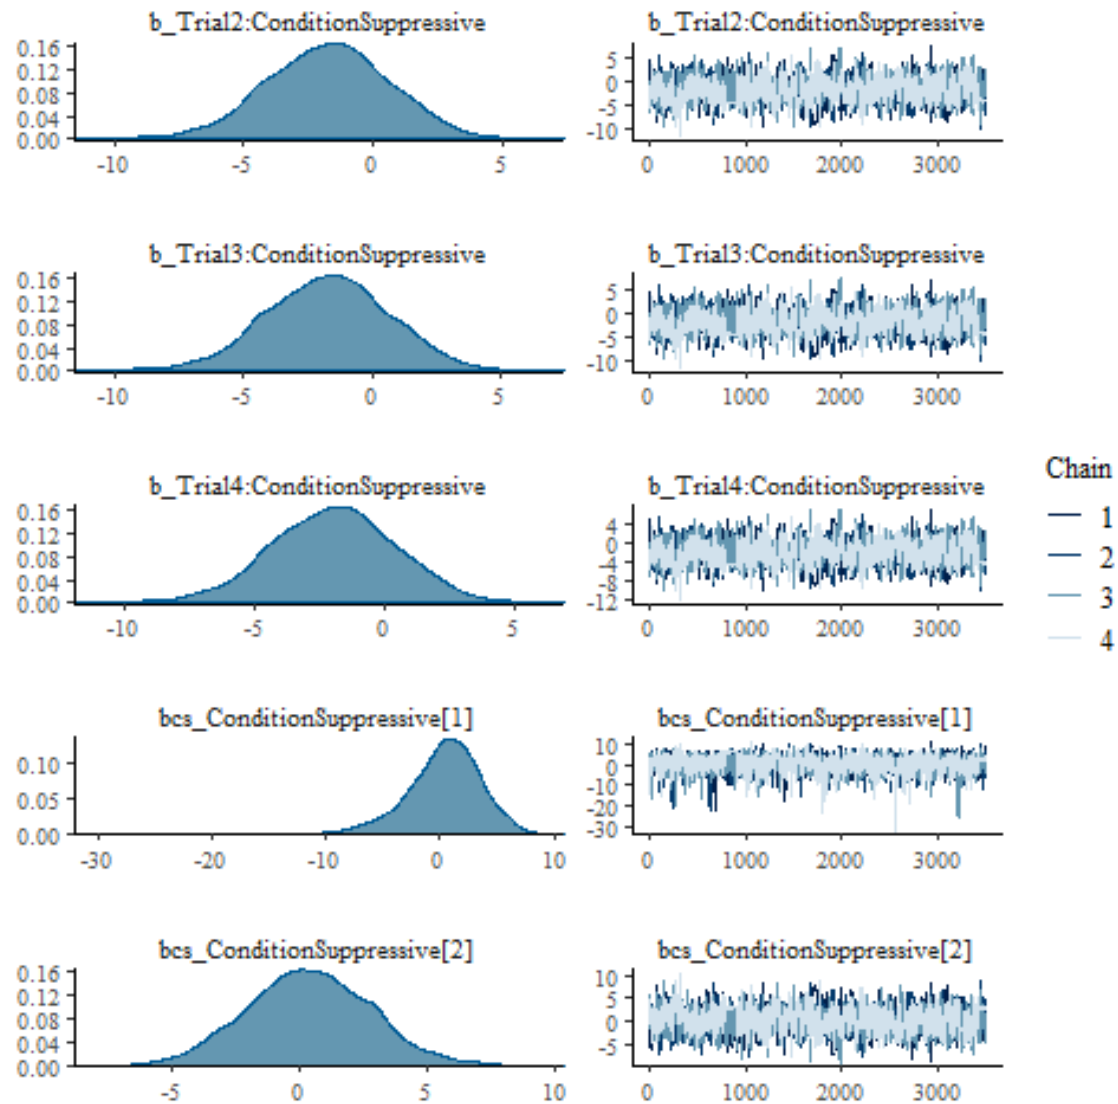 b_Trial2:ConditionSuppressive
0.16
0.12
0.08
0.04
0.00
-10 -5 0 5
b_Trial2:ConditionSuppressive
5
0
-5
-10
0 1000 2000 3000
b_Trial3:ConditionSuppressive
0.16
0.12
0.08
0.04
0.00
-10 -5 0 5
b_Trial3:ConditionSuppressive
5
0
-5
-10
0 1000 2000 3000
b_Trial4:ConditionSuppressive
0.16
0.12
0.08
0.04
0.00
-10 -5 0 5
b_Trial4:ConditionSuppressive
4
0
-4
-8
-12
0 1000 2000 3000
bcs_ConditionSuppressive[1]
0.10
0.05
0.00
-30 -20 -10 0 10
bcs_ConditionSuppressive[1]
10
0
-10
-20
-30
0 1000 2000 3000
bcs_ConditionSuppressive[2]
0.16
0.12
0.08
0.04
0.00
-5 0 5 10
bcs_ConditionSuppressive[2]
10
5
0
-5
0 1000 2000 3000
Chain
1
2
3
4